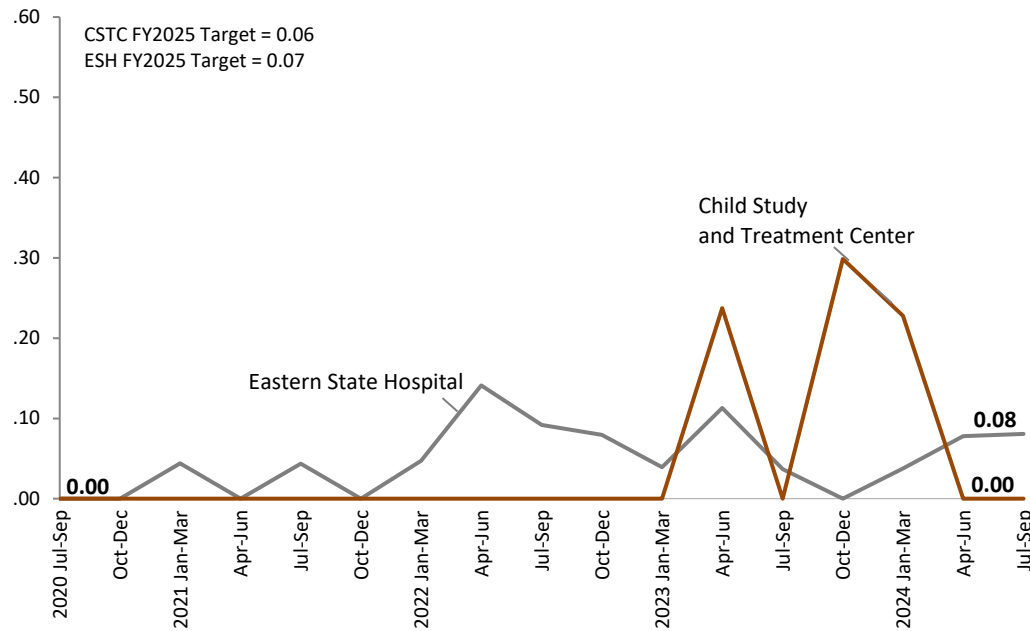 .60
.50
.40
.30
.20
.10
.00
CSTC FY2025 Target = 0.06
ESH FY2025 Target = 0.07
Child Study
and Treatment Center
Eastern State Hospital
0.00
0.08
0.00
2020 Jul-Sep
Oct-Dec
2021 Jan-Mar
Apr-Jun
Jul-Sep
Oct-Dec
2022 Jan-Mar
Apr-Jun
Jul-Sep
Oct-Dec
2023 Jan-Mar
Apr-Jun
Jul-Sep
Oct-Dec
2024 Jan-Mar
Apr-Jun
Jul-Sep